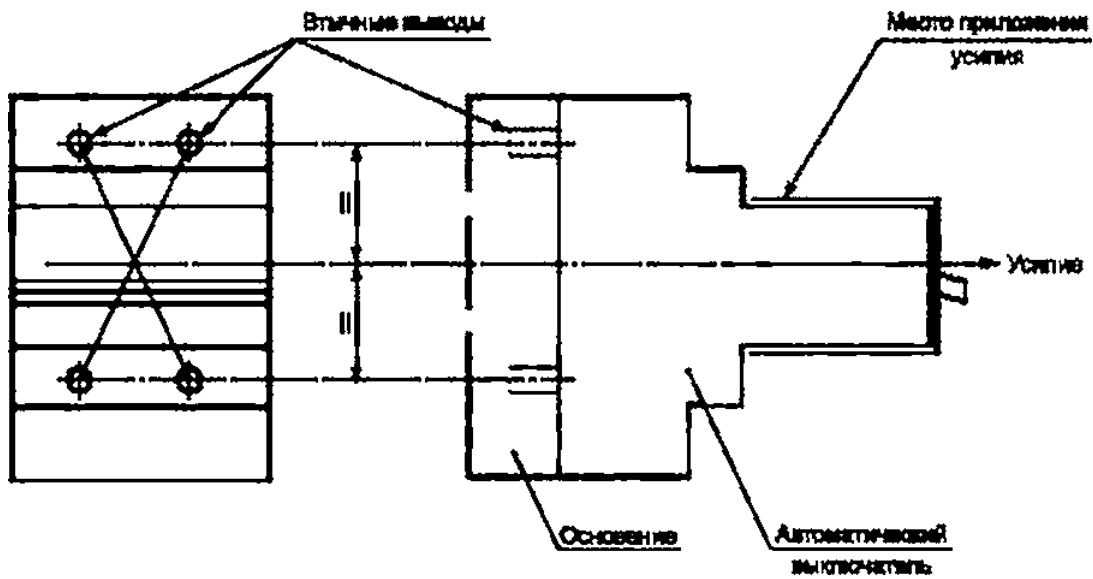 Втычные выводы
Место приложения
усилия
Усилие
Основание
Автоматический
выключатель